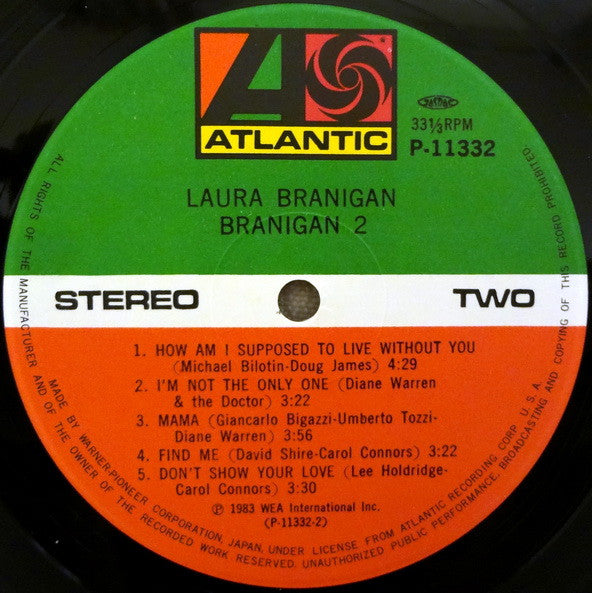 A
ATLANTIC
JASRAC
33⅓RPM
P-11332
LAURA BRANIGAN
BRANIGAN 2
STEREO
TWO
1. HOW AM I SUPPOSED TO LIVE WITHOUT YOU
(Michael Bilotin-Doug James) 4:29
2. I'M NOT THE ONLY ONE (Diane Warren
& the Doctor) 3:22
3. MAMA (Giancarlo Bigazzi-Umberto Tozzi-
Diane Warren) 3:56
4. FIND ME (David Shire-Carol Connors) 3:22
5. DON'T SHOW YOUR LOVE (Lee Holdridge-
Carol Connors) 3:30
Ⓟ 1983 WEA International Inc.
(P-11332-2)
MADE BY WARNER-PIONEER CORPORATION, JAPAN, UNDER LICENSE FROM ATLANTIC RECORDING CORP. U.S.A.
ALL RIGHTS OF THE MANUFACTURER AND OF THE OWNER OF THE RECORDED WORK RESERVED. UNAUTHORIZED PUBLIC PERFORMANCE, BROADCASTING AND COPYING OF THIS RECORD PROHIBITED